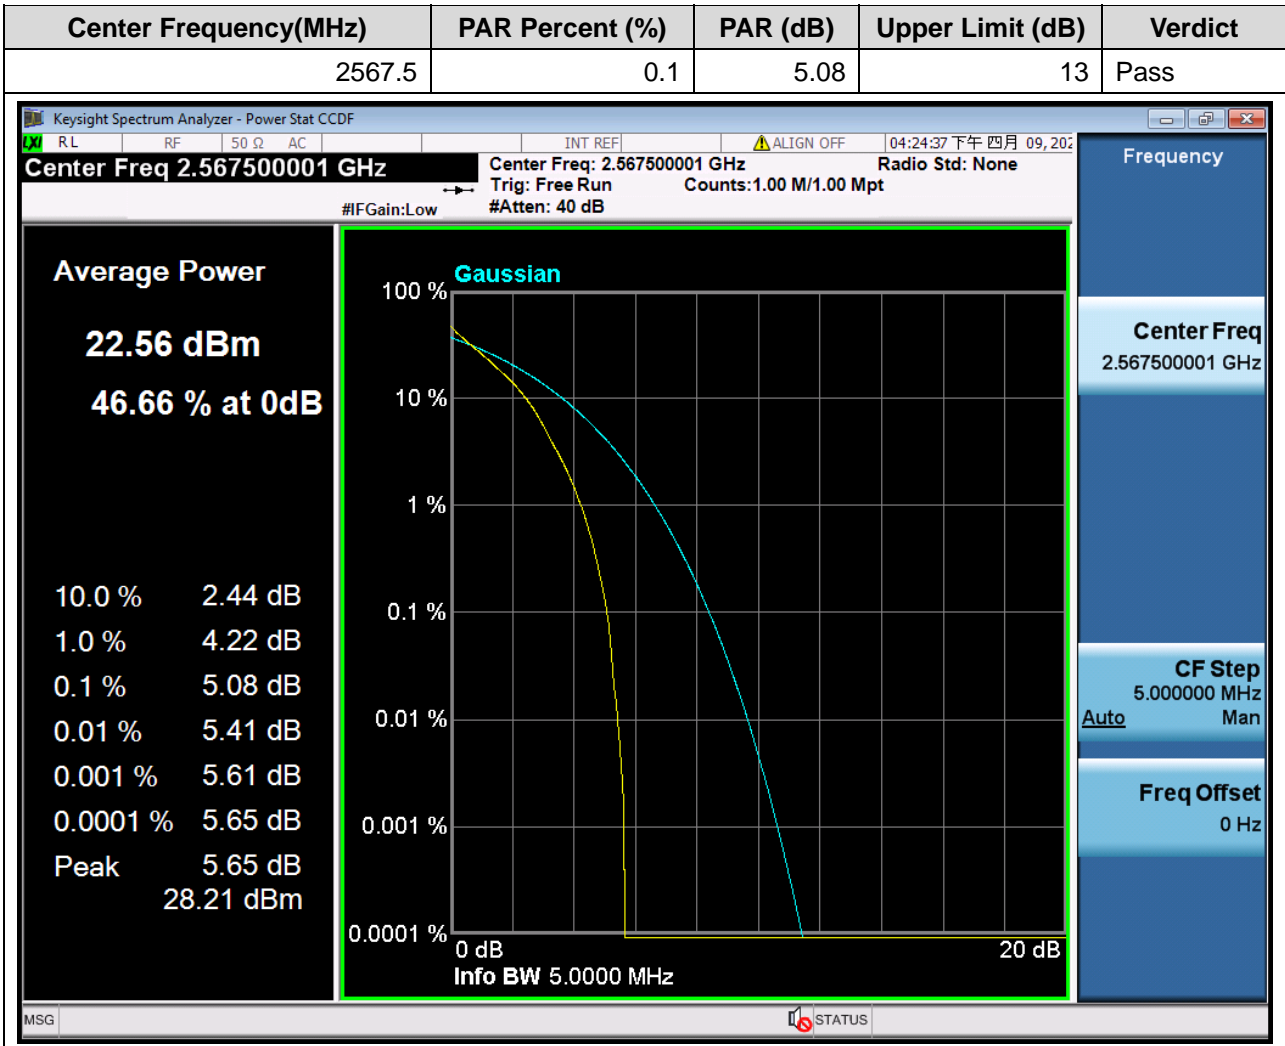 Center Frequency(MHz) PAR Percent (%) PAR (dB) Upper Limit (dB) Verdict
2567.5 0.1 5.08 13 Pass
Keysight Spectrum Analyzer - Power Stat CCDF
LXI RL RF 50 Ω AC INT REF ALIGN OFF 04:24:37 下午 四月 09, 202
Center Freq 2.567500001 GHz
Center Freq: 2.567500001 GHz Radio Std: None
Trig: Free Run Counts:1.00 M/1.00 Mpt
#IFGain:Low #Atten: 40 dB
Average Power
22.56 dBm
46.66 % at 0dB
10.0 % 2.44 dB
1.0 % 4.22 dB
0.1 % 5.08 dB
0.01 % 5.41 dB
0.001 % 5.61 dB
0.0001 % 5.65 dB
Peak 5.65 dB
28.21 dBm
Gaussian
100 %
10 %
1 %
0.1 %
0.01 %
0.001 %
0.0001 %
0 dB 20 dB
Info BW 5.0000 MHz
Frequency
Center Freq
2.567500001 GHz
CF Step
5.000000 MHz
Auto Man
Freq Offset
0 Hz
MSG STATUS